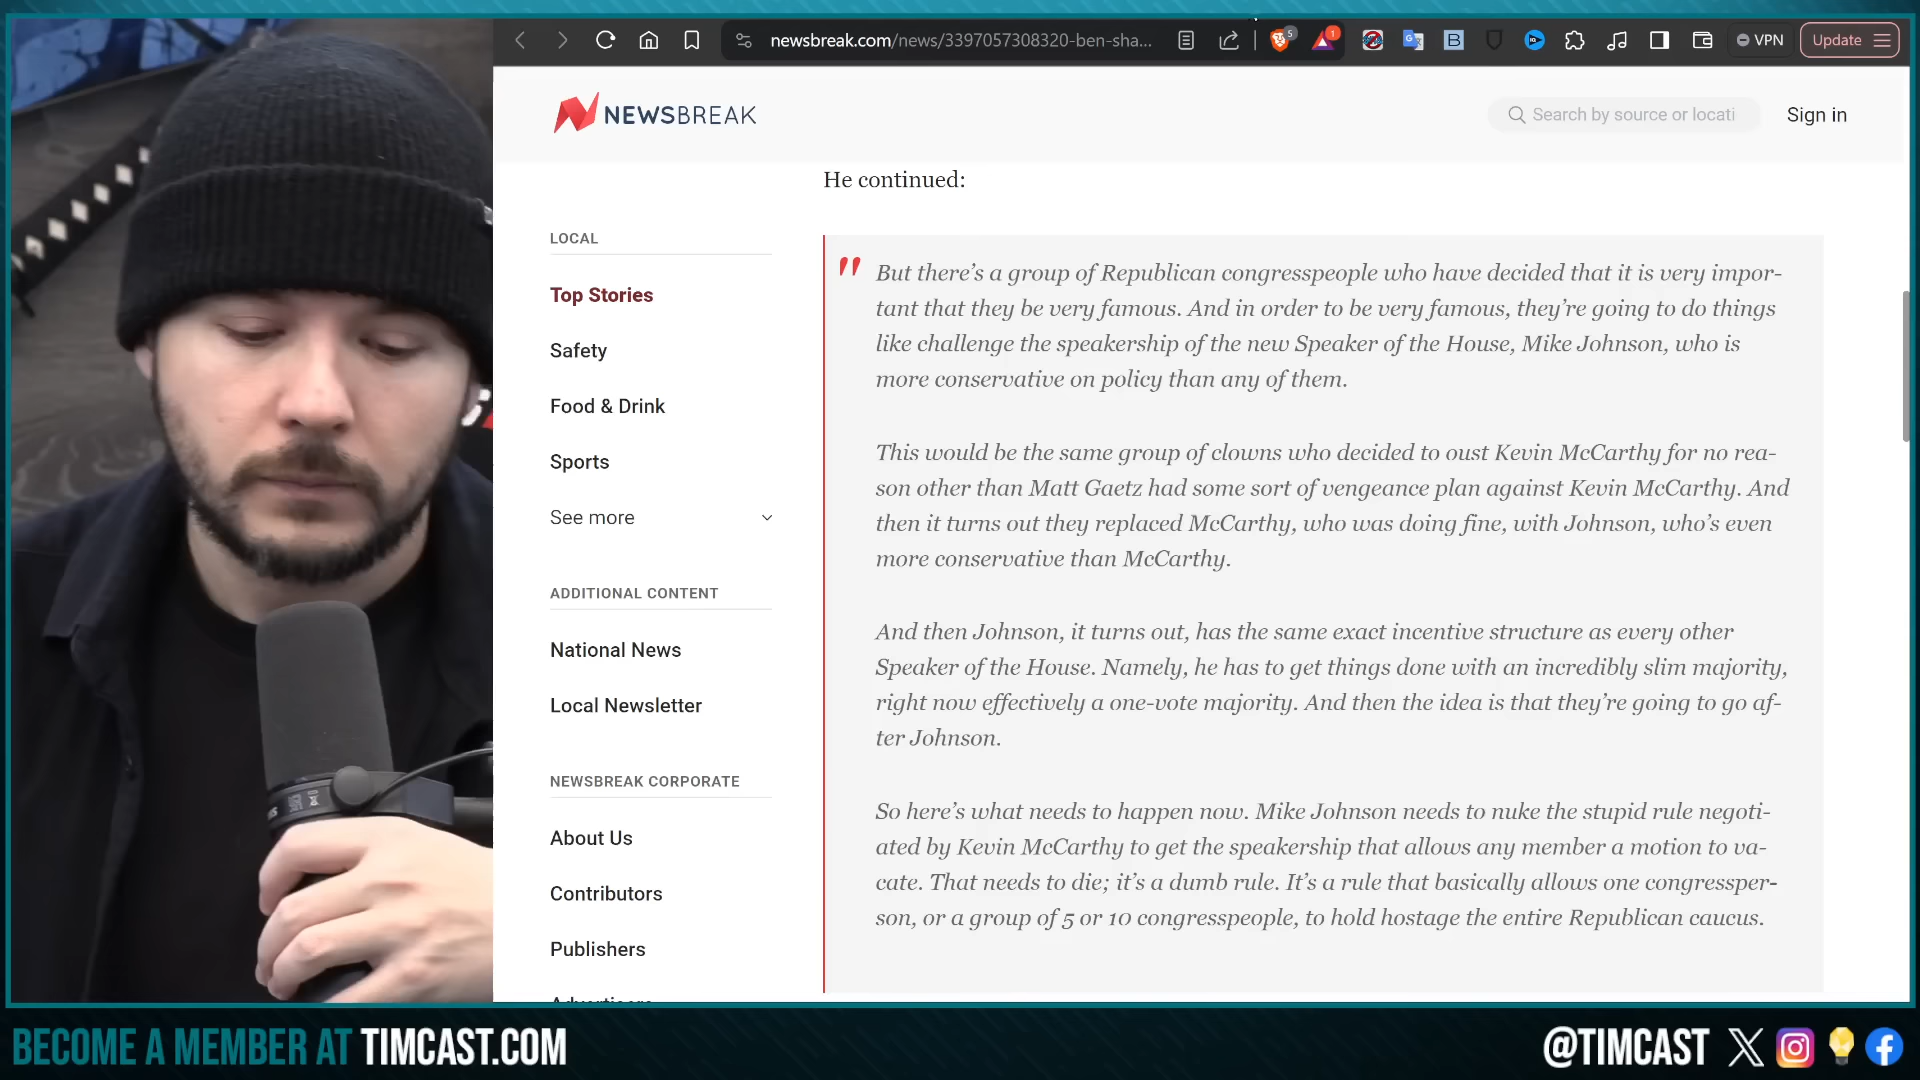 newsbreak.com/news/3397057308320-ben-sha...
5
1
B
VPN
Update
NEWSBREAK
Search by source or locati
Sign in
He continued:
LOCAL
Top Stories
Safety
Food & Drink
Sports
See more
ADDITIONAL CONTENT
National News
Local Newsletter
NEWSBREAK CORPORATE
About Us
Contributors
Publishers
Advertisers
" But there's a group of Republican congresspeople who have decided that it is very impor-
tant that they be very famous. And in order to be very famous, they're going to do things
like challenge the speakership of the new Speaker of the House, Mike Johnson, who is
more conservative on policy than any of them.
This would be the same group of clowns who decided to oust Kevin McCarthy for no rea-
son other than Matt Gaetz had some sort of vengeance plan against Kevin McCarthy. And
then it turns out they replaced McCarthy, who was doing fine, with Johnson, who's even
more conservative than McCarthy.
And then Johnson, it turns out, has the same exact incentive structure as every other
Speaker of the House. Namely, he has to get things done with an incredibly slim majority,
right now effectively a one-vote majority. And then the idea is that they're going to go af-
ter Johnson.
So here's what needs to happen now. Mike Johnson needs to nuke the stupid rule negoti-
ated by Kevin McCarthy to get the speakership that allows any member a motion to va-
cate. That needs to die; it's a dumb rule. It's a rule that basically allows one congressper-
son, or a group of 5 or 10 congresspeople, to hold hostage the entire Republican caucus.
BECOME A MEMBER AT TIMCAST.COM
@TIMCAST